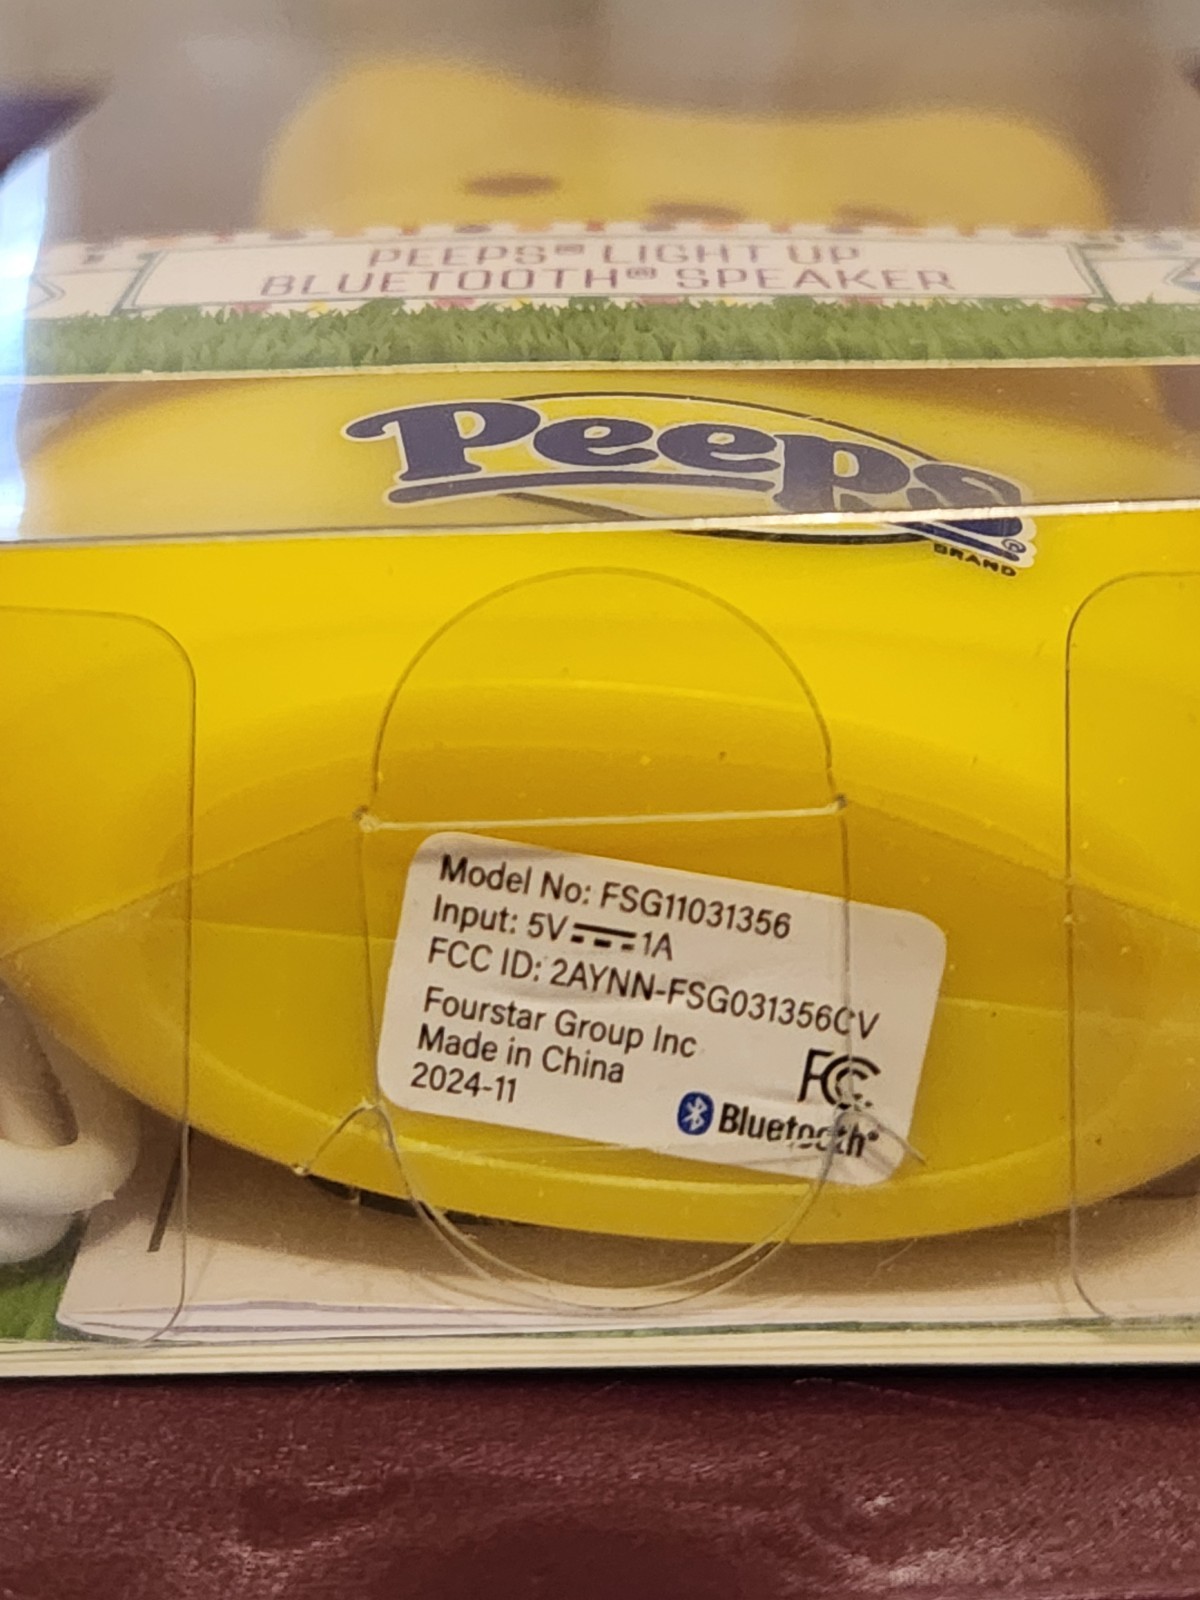 PEEPS® LIGHT UP
BLUETOOTH® SPEAKER
Peeps®
BRAND
Model No: FSG11031356
Input: 5V⎓1A
FCC ID: 2AYNN-FSG031356CV
Fourstar Group Inc
Made in China
2024-11
FC
Bluetooth®